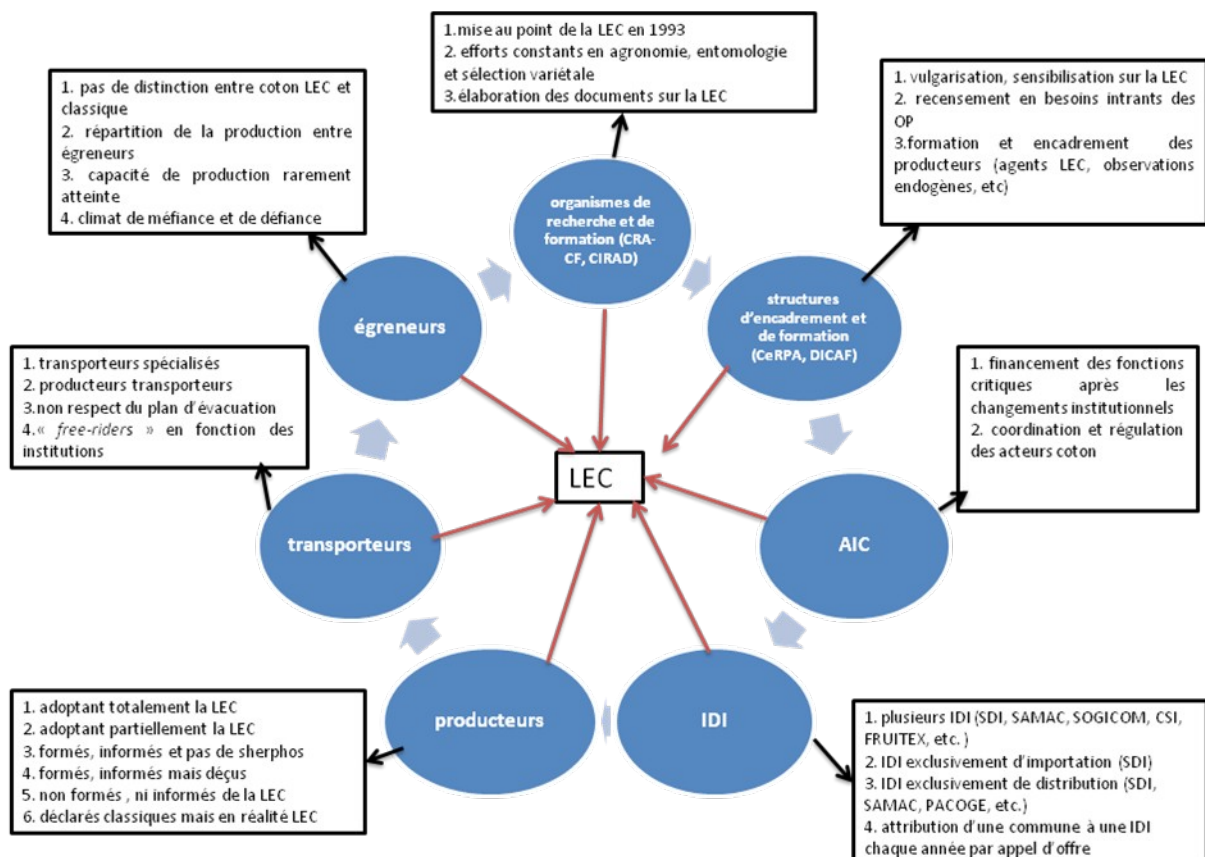 1.mise au point de la LEC en 1993
2. efforts constants en agronomie, entomologie
et sélection variétale
3.élaboration des documents sur la LEC
1. pas de distinction entre coton LEC et
classique
2. répartition de la production entre
égreneurs
3. capacité de production rarement
atteinte
4. climat de méfiance et de défiance
1. vulgarisation, sensibilisation sur la LEC
2. recensement en besoins intrants des
OP
3.formation et encadrement des
producteurs (agents LEC, observations
endogènes, etc)
organismes de
recherche et de
formation (CRA-
CF, CIRAD)
égreneurs
structures
d'encadrement et
de formation
(CeRPA, DICAF)
1. transporteurs spécialisés
2. producteurs transporteurs
3.non respect du plan d'évacuation
4.« free-riders » en fonction des
institutions
1. financement des fonctions
critiques après les
changements institutionnels
2. coordination et régulation
des acteurs coton
LEC
transporteurs
AIC
producteurs
IDI
1. adoptant totalement la LEC
2. adoptant partiellement la LEC
3. formés, informés et pas de sherphos
4. formés, informés mais déçus
5. non formés , ni informés de la LEC
6. déclarés classiques mais en réalité LEC
1. plusieurs IDI (SDI, SAMAC, SOGICOM, CSI,
FRUITEX, etc. )
2. IDI exclusivement d'importation (SDI)
3. IDI exclusivement de distribution (SDI,
SAMAC, PACOGE, etc.)
4. attribution d'une commune à une IDI
chaque année par appel d'offre